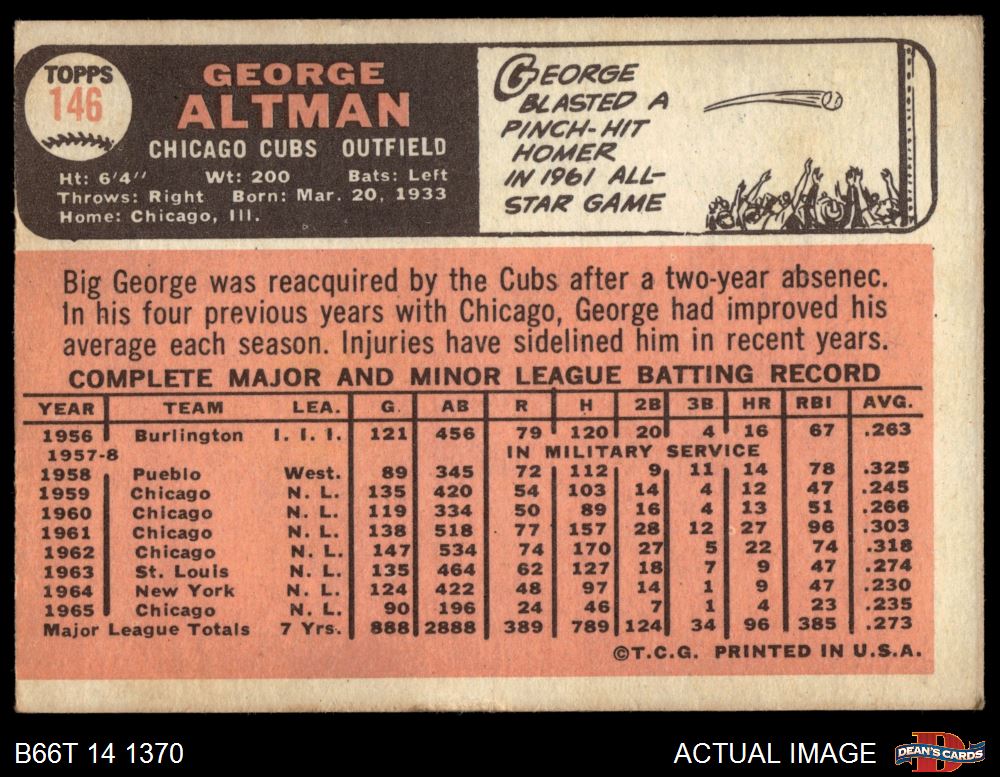 TOPPS
146
GEORGE
ALTMAN
CHICAGO CUBS OUTFIELD
Ht: 6'4" Wt: 200 Bats: Left
Throws: Right Born: Mar. 20, 1933
Home: Chicago, Ill.
GEORGE
BLASTED A
PINCH-HIT
HOMER
IN 1961 ALL-
STAR GAME
Big George was reacquired by the Cubs after a two-year absenec.
In his four previous years with Chicago, George had improved his
average each season. Injuries have sidelined him in recent years.
COMPLETE MAJOR AND MINOR LEAGUE BATTING RECORD
YEAR TEAM LEA. G. AB R H 2B 3B HR RBI AVG.
1956 Burlington I. I. I. 121 456 79 120 20 4 16 67 .263
1957-8 IN MILITARY SERVICE
1958 Pueblo West. 89 345 72 112 9 11 14 78 .325
1959 Chicago N. L. 135 420 54 103 14 4 12 47 .245
1960 Chicago N. L. 119 334 50 89 16 4 13 51 .266
1961 Chicago N. L. 138 518 77 157 28 12 27 96 .303
1962 Chicago N. L. 147 534 74 170 27 5 22 74 .318
1963 St. Louis N. L. 135 464 62 127 18 7 9 47 .274
1964 New York N. L. 124 422 48 97 14 1 9 47 .230
1965 Chicago N. L. 90 196 24 46 7 1 4 23 .235
Major League Totals 7 Yrs. 888 2888 389 789 124 34 96 385 .273
©T.C.G. PRINTED IN U.S.A.
B66T 14 1370
ACTUAL IMAGE
D
DEAN'S CARDS